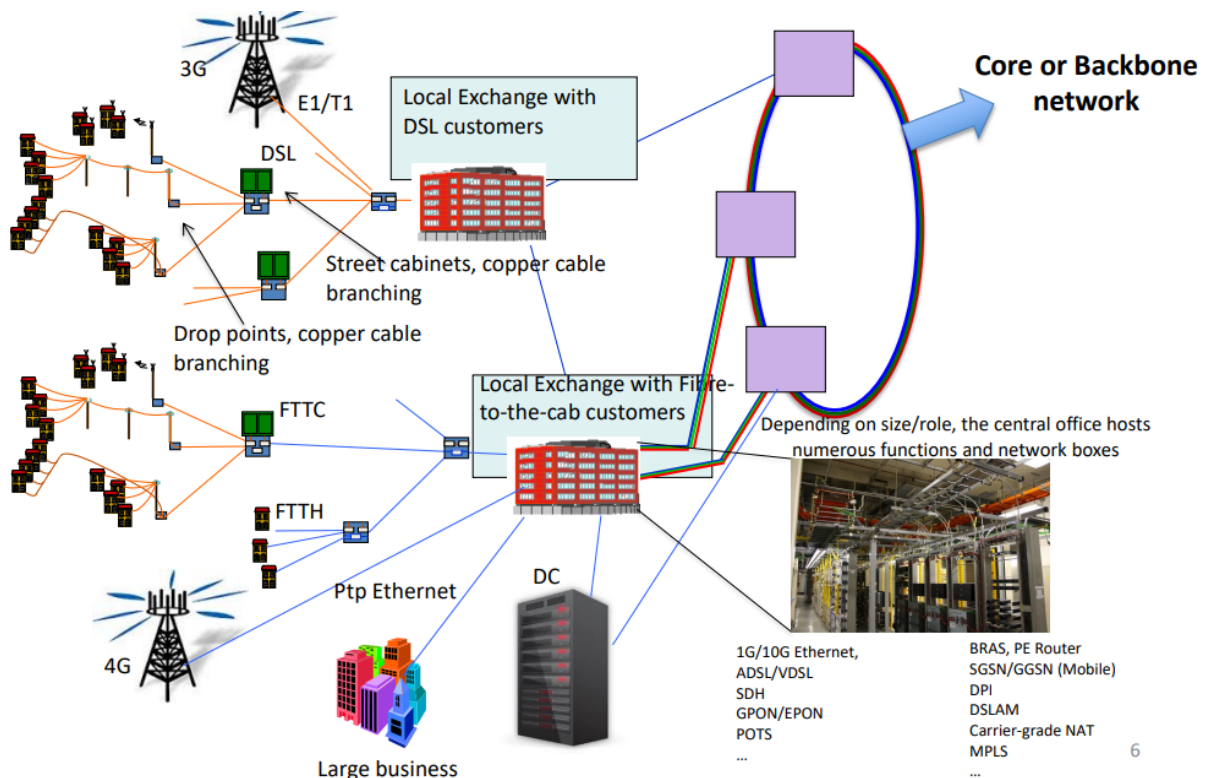 3G
E1/T1
Local Exchange with
DSL customers
Core or Backbone
network
DSL
Street cabinets, copper cable
branching
Drop points, copper cable
branching
Local Exchange with Fibre-
to-the-cab customers
FTTC
Depending on size/role, the central office hosts
numerous functions and network boxes
FTTH
Ptp Ethernet
DC
4G
Large business
1G/10G Ethernet,
ADSL/VDSL
SDH
GPON/EPON
POTS
…
BRAS, PE Router
SGSN/GGSN (Mobile)
DPI
DSLAM
Carrier-grade NAT
MPLS
…
6